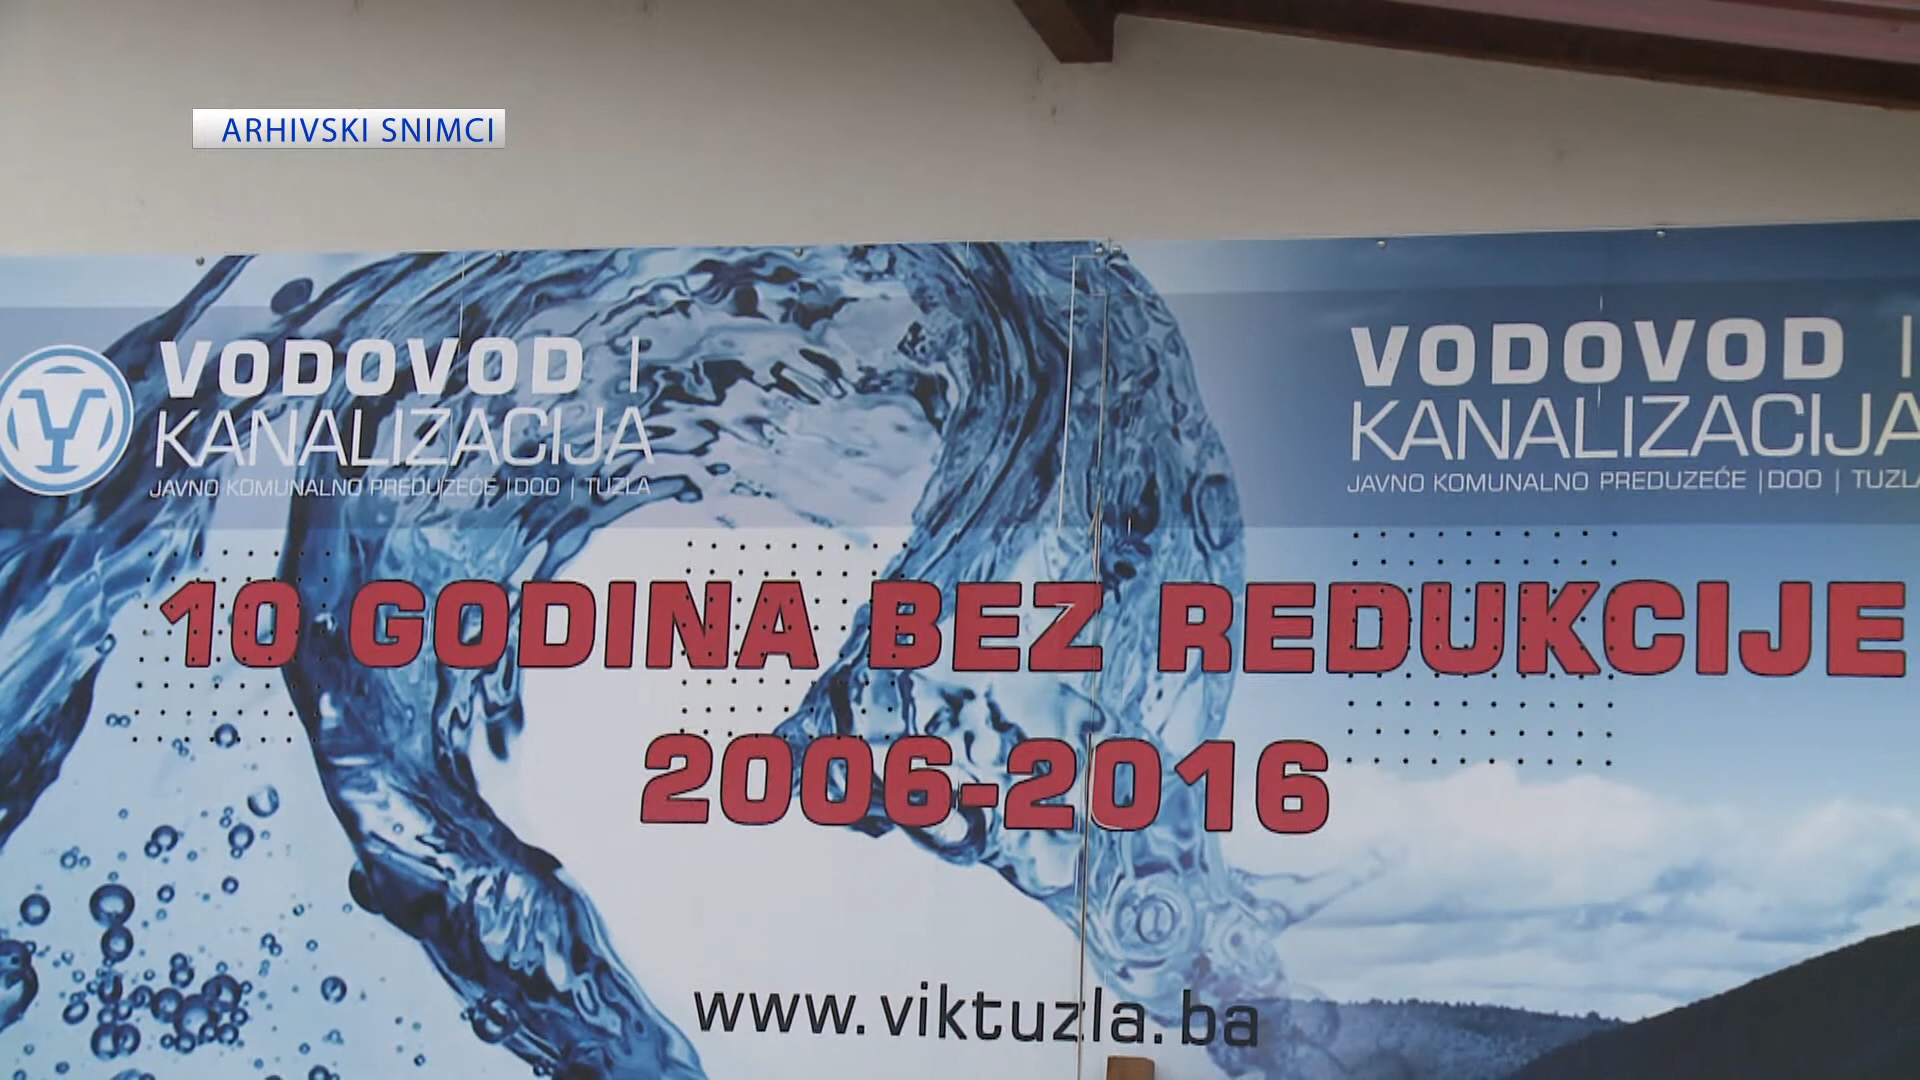 ARHIVSKI SNIMCI
VODOVOD I
KANALIZACIJA
JAVNO KOMUNALNO PREDUZEĆE | DOO | TUZLA
VODOVOD I
KANALIZACIJA
JAVNO KOMUNALNO PREDUZEĆE | DOO | TUZLA
10 GODINA BEZ REDUKCIJE
2006-2016
www.viktuzla.ba